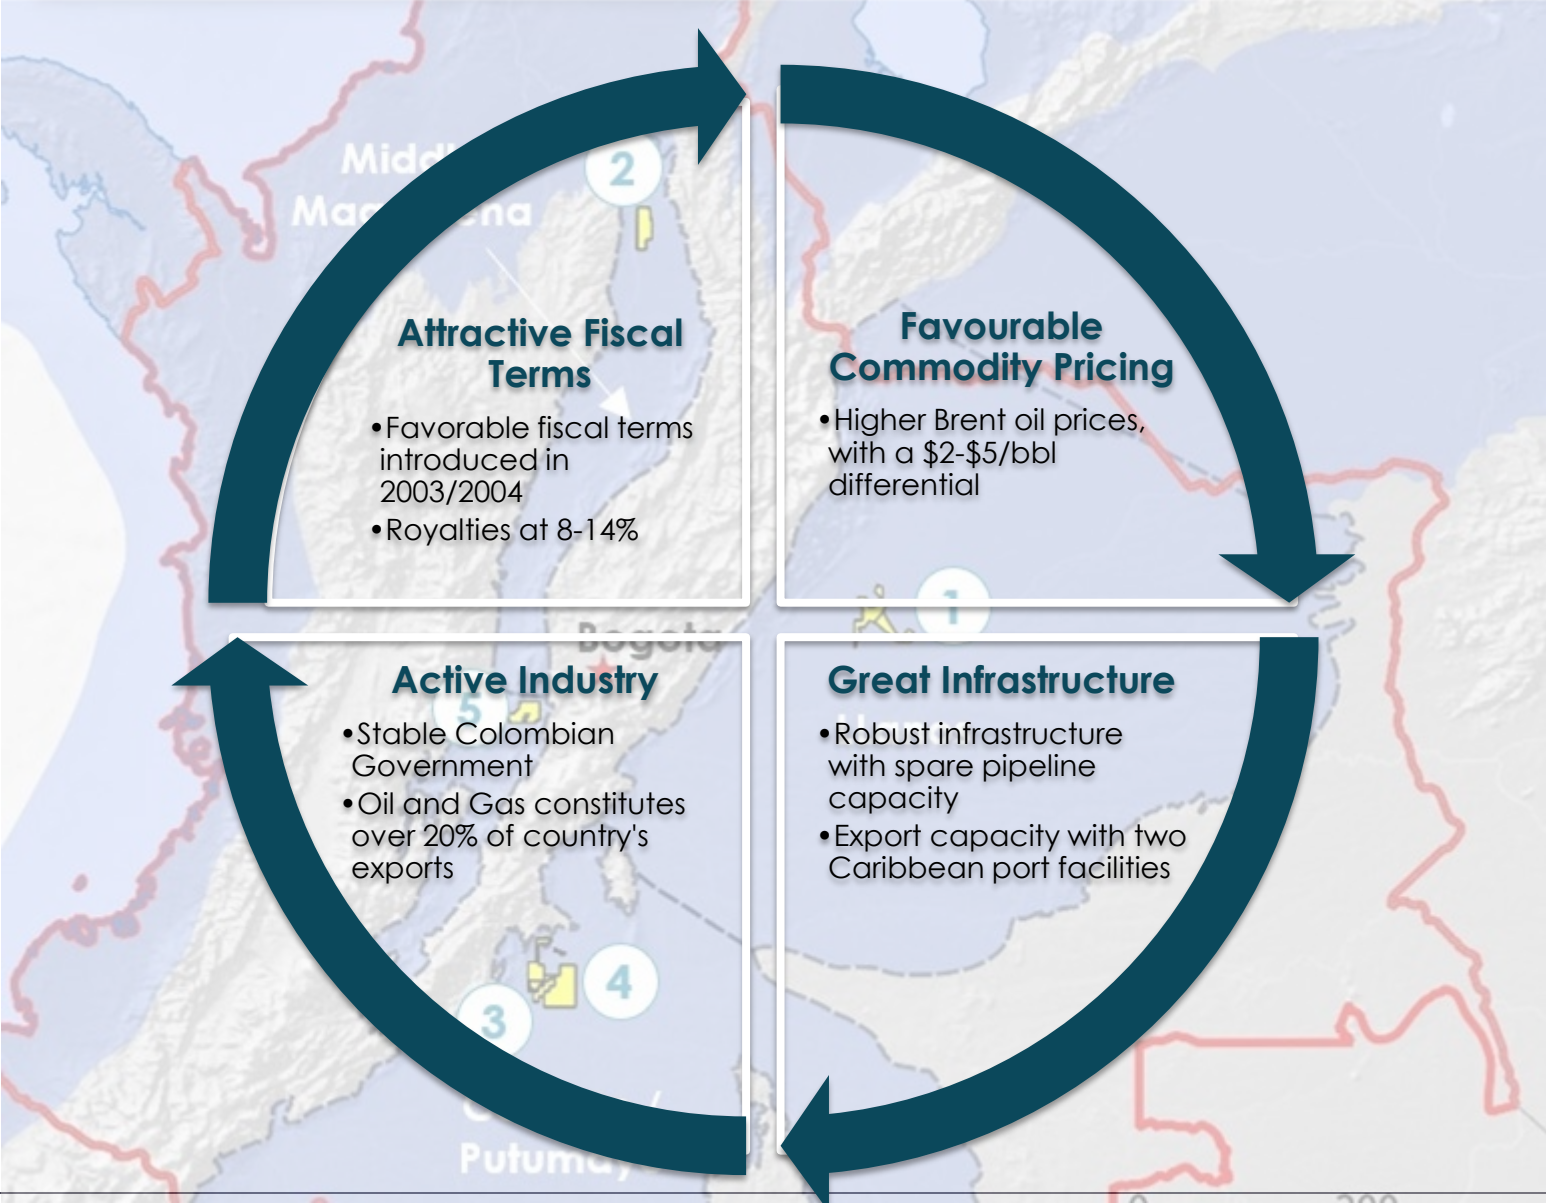 2
Attractive Fiscal
Terms
•Favorable fiscal terms
introduced in
2003/2004
•Royalties at 8-14%
Favourable
Commodity Pricing
•Higher Brent oil prices,
with a $2-$5/bbl
differential
1
Bogota
Active Industry
5
•Stable Colombian
Government
•Oil and Gas constitutes
over 20% of country's
exports
Great Infrastructure
•Robust infrastructure
with spare pipeline
capacity
•Export capacity with two
Caribbean port facilities
4
3